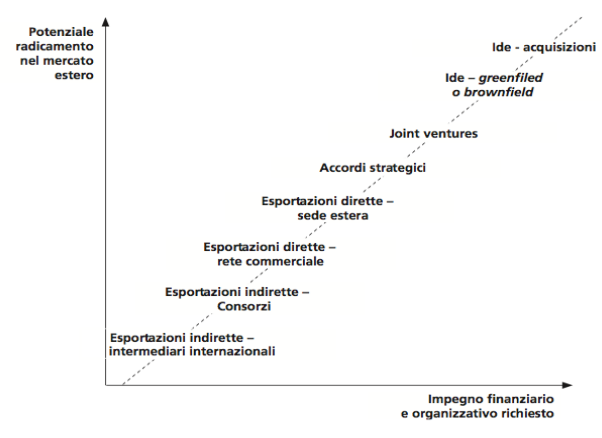 Potenziale
radicamento
nel mercato
estero
Ide - acquisizioni
Ide – greenfiled
o brownfield
Joint ventures
Accordi strategici
Esportazioni dirette –
sede estera
Esportazioni dirette –
rete commerciale
Esportazioni indirette –
Consorzi
Esportazioni indirette –
intermediari internazionali
Impegno finanziario
e organizzativo richiesto